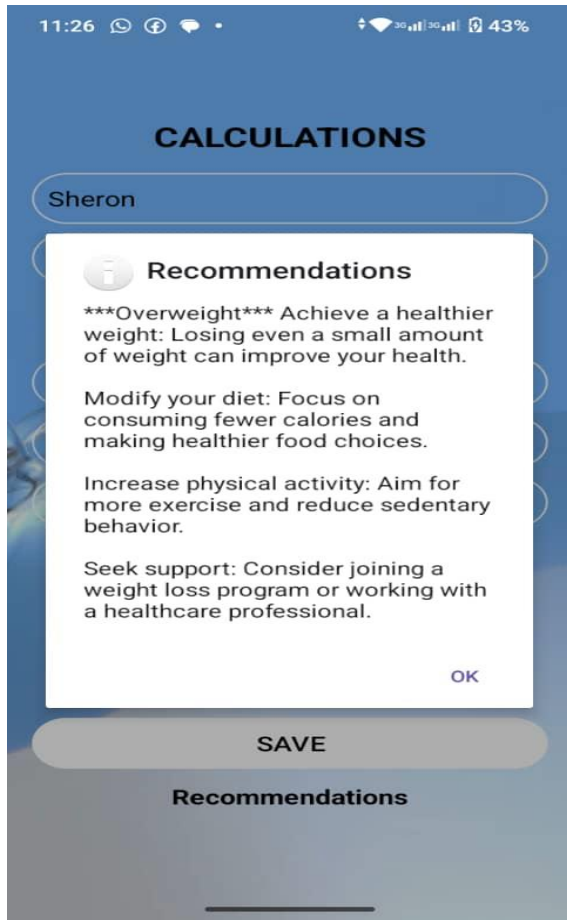 11:26 43%
3G 3G
CALCULATIONS
Sheron
Recommendations
***Overweight*** Achieve a healthier
weight: Losing even a small amount
of weight can improve your health.
Modify your diet: Focus on
consuming fewer calories and
making healthier food choices.
Increase physical activity: Aim for
more exercise and reduce sedentary
behavior.
Seek support: Consider joining a
weight loss program or working with
a healthcare professional.
OK
SAVE
Recommendations